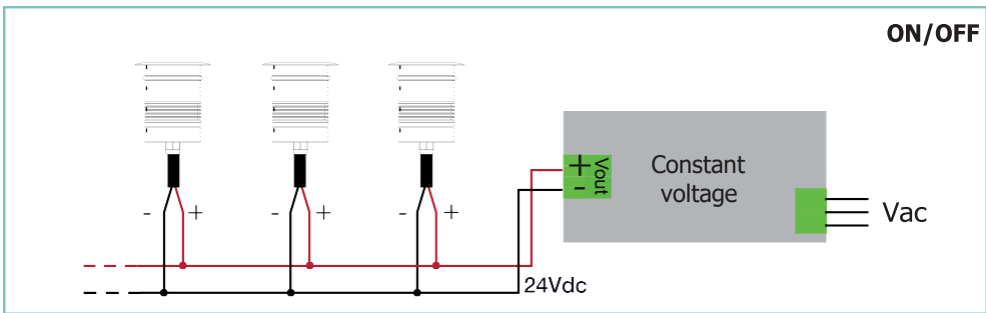 ON/OFF
+ Vout
-
Constant
voltage
Vac
- +
- +
- +
24Vdc